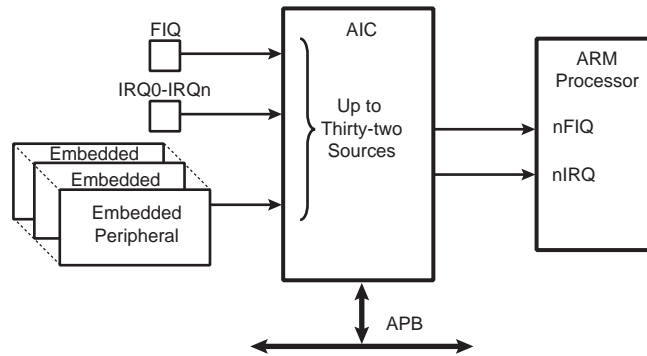 FIQ
AIC
ARM
Processor
IRQ0-IRQn
Up to
Thirty-two
Sources
nFIQ
nIRQ
Embedded
Embedded
Embedded
Peripheral
APB